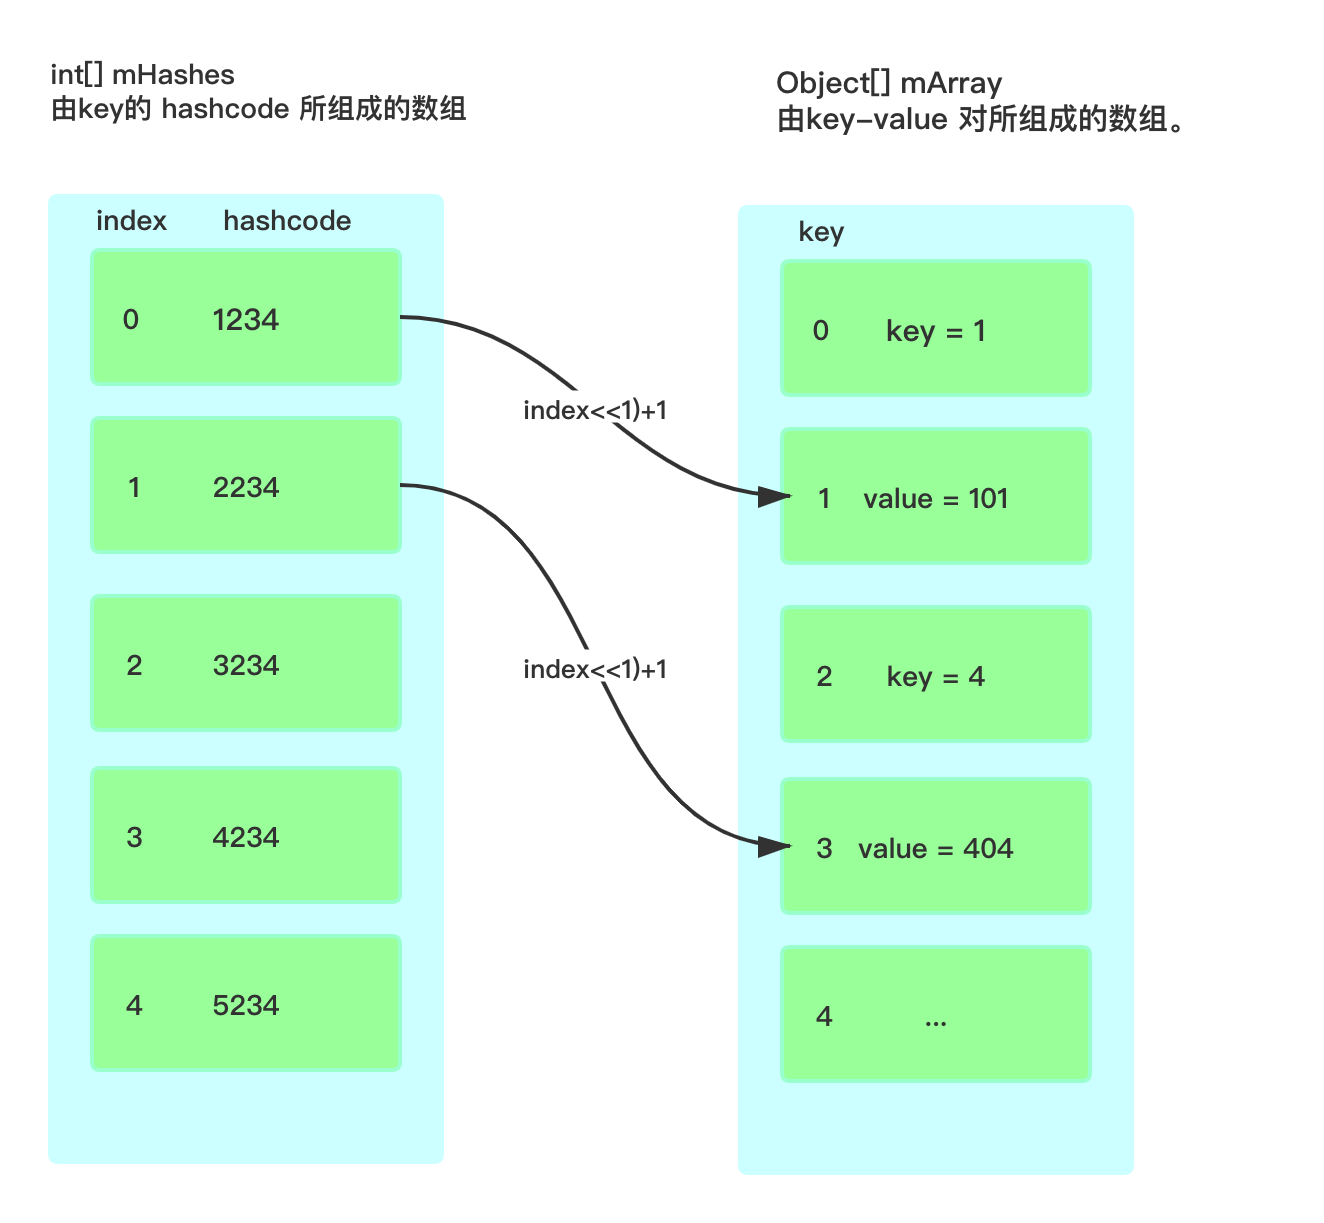 int[] mHashes
由key的 hashcode 所组成的数组
Object[] mArray
由key-value 对所组成的数组。
index hashcode
0 1234
1 2234
2 3234
3 4234
4 5234
index<<1)+1
index<<1)+1
key
0 key = 1
1 value = 101
2 key = 4
3 value = 404
4 ...